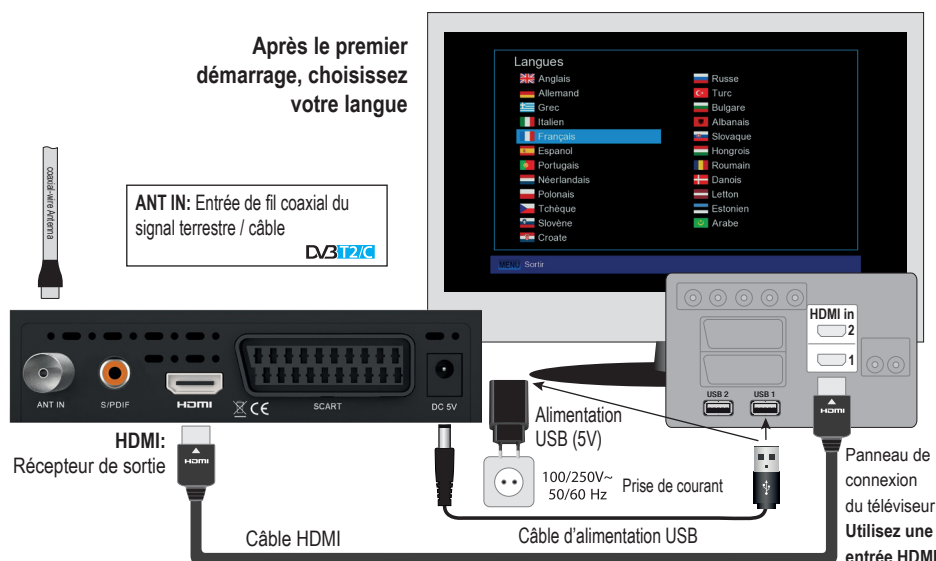 Après le premier
démarrage, choisissez
votre langue
coaxial-wire Antenna
ANT IN: Entrée de fil coaxial du
signal terrestre / câble
DVB T2/C
Langues
Anglais
Allemand
Grec
Italien
Français
Espanol
Portugais
Néerlandais
Polonais
Tchèque
Slovène
Croate
Russe
Turc
Bulgare
Albanais
Slovaque
Hongrois
Roumain
Danois
Letton
Estonien
Arabe
MENU Sortir
HDMI in
2
1
USB 2 USB 1
HDMI
ANT IN S/PDIF HDMI CE SCART DC 5V
HDMI:
Récepteur de sortie
HDMI
Câble HDMI
Alimentation
USB (5V)
100/250V~
50/60 Hz
Prise de courant
Câble d'alimentation USB
Panneau de
connexion
du téléviseur
Utilisez une
entrée HDMI